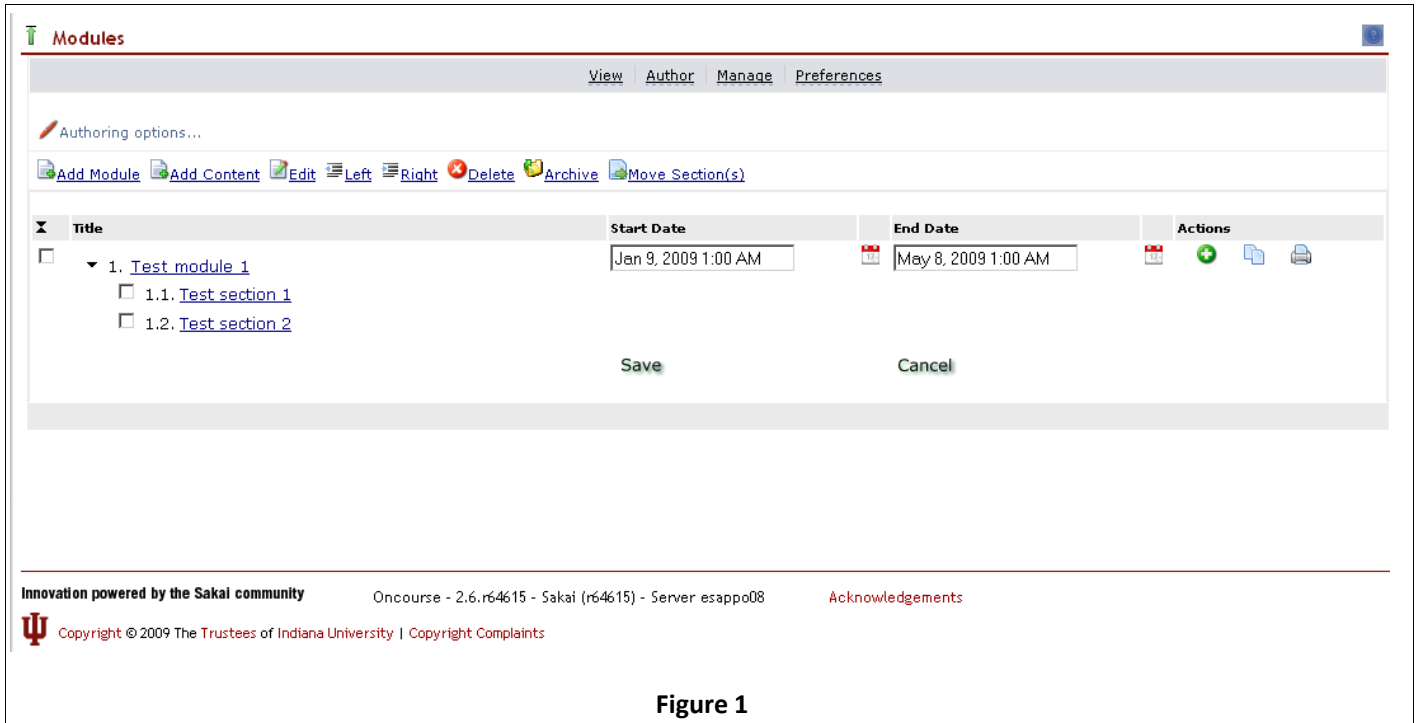 Modules
View Author Manage Preferences
Authoring options...
Add Module Add Content Edit Left Right Delete Archive Move Section(s)
Title Start Date End Date Actions
1. Test module 1 Jan 9, 2009 1:00 AM May 8, 2009 1:00 AM
1.1. Test section 1
1.2. Test section 2
Save Cancel
Innovation powered by the Sakai community Oncourse - 2.6.r64615 - Sakai (r64615) - Server esappo08 Acknowledgements
Copyright © 2009 The Trustees of Indiana University | Copyright Complaints
Figure 1